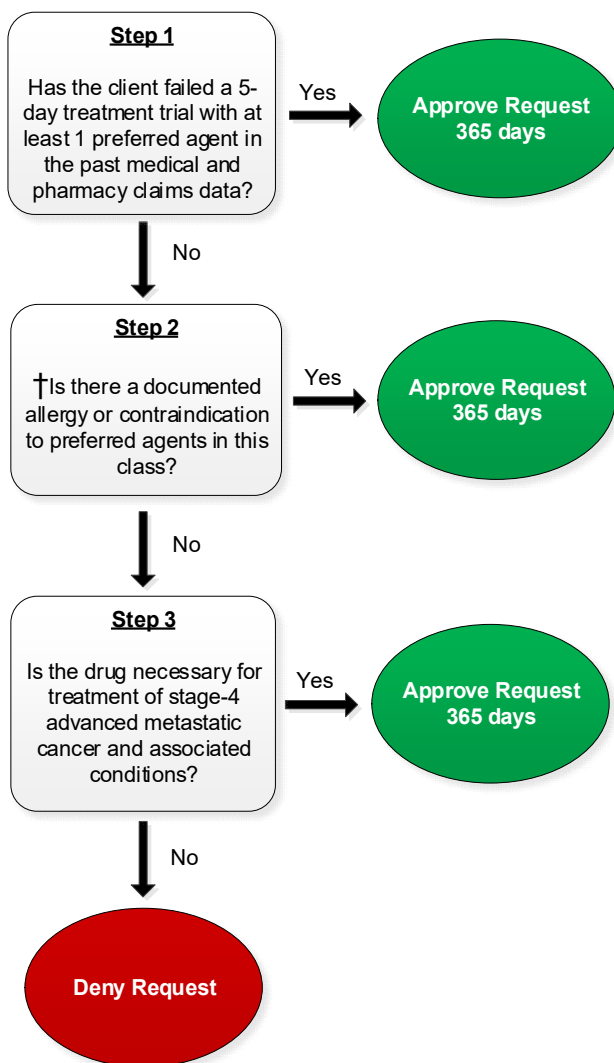 Step 1
Has the client failed a 5-
day treatment trial with at
least 1 preferred agent in
the past medical and
pharmacy claims data?
Yes
Approve Request
365 days
No
Step 2
†Is there a documented
allergy or contraindication
to preferred agents in this
class?
Yes
Approve Request
365 days
No
Step 3
Is the drug necessary for
treatment of stage-4
advanced metastatic
cancer and associated
conditions?
Yes
Approve Request
365 days
No
Deny Request